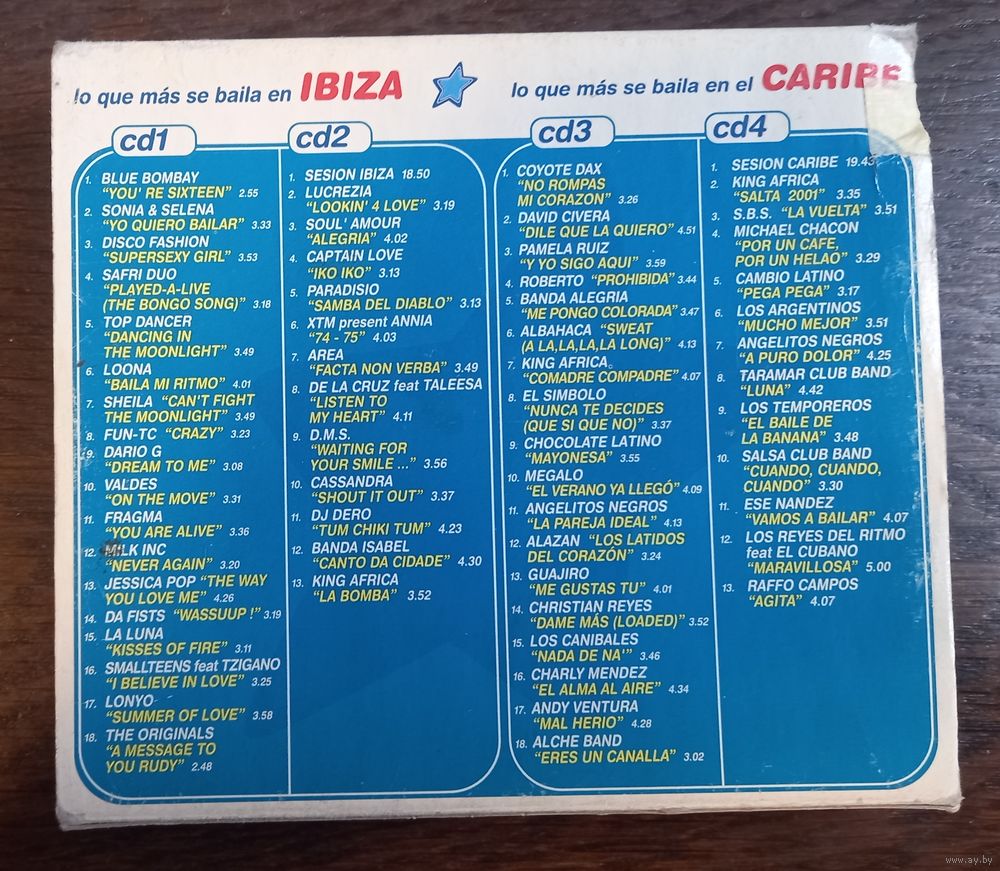 lo que más se baila en IBIZA
lo que más se baila en el CARIBE
cd1
1. BLUE BOMBAY
"YOU' RE SIXTEEN" 2.55
2. SONIA & SELENA
"YO QUIERO BAILAR" 3.33
3. DISCO FASHION
"SUPERSEXY GIRL" 3.53
4. SAFRI DUO
"PLAYED-A-LIVE
(THE BONGO SONG)" 3.18
5. TOP DANCER
"DANCING IN
THE MOONLIGHT" 3.49
6. LOONA
"BAILA MI RITMO" 4.01
7. SHEILA "CAN'T FIGHT
THE MOONLIGHT" 3.49
8. FUN-TC "CRAZY" 3.23
9. DARIO G
"DREAM TO ME" 3.08
10. VALDES
"ON THE MOVE" 3.31
11. FRAGMA
"YOU ARE ALIVE" 3.36
12. MILK INC
"NEVER AGAIN" 3.20
13. JESSICA POP "THE WAY
YOU LOVE ME" 4.26
14. DA FISTS "WASSUUP !" 3.19
15. LA LUNA
"KISSES OF FIRE" 3.11
16. SMALLTEENS feat TZIGANO
"I BELIEVE IN LOVE" 3.25
17. LONYO
"SUMMER OF LOVE" 3.58
18. THE ORIGINALS
"A MESSAGE TO
YOU RUDY" 2.48
cd2
1. SESION IBIZA 18.50
2. LUCREZIA
"LOOKIN' 4 LOVE" 3.19
3. SOUL' AMOUR
"ALEGRIA" 4.02
4. CAPTAIN LOVE
"IKO IKO" 3.13
5. PARADISIO
"SAMBA DEL DIABLO" 3.13
6. XTM present ANNIA
"74 - 75" 4.03
7. AREA
"FACTA NON VERBA" 3.49
8. DE LA CRUZ feat TALEESA
"LISTEN TO
MY HEART" 4.11
9. D.M.S.
"WAITING FOR
YOUR SMILE ..." 3.56
10. CASSANDRA
"SHOUT IT OUT" 3.37
11. DJ DERO
"TUM CHIKI TUM" 4.23
12. BANDA ISABEL
"CANTO DA CIDADE" 4.30
13. KING AFRICA
"LA BOMBA" 3.52
cd3
1. COYOTE DAX
"NO ROMPAS
MI CORAZON" 3.26
2. DAVID CIVERA
"DILE QUE LA QUIERO" 4.51
3. PAMELA RUIZ
"Y YO SIGO AQUI" 3.59
4. ROBERTO "PROHIBIDA" 3.44
5. BANDA ALEGRIA
"ME PONGO COLORADA" 3.47
6. ALBAHACA "SWEAT
(A LA,LA,LA,LA LONG)" 4.13
7. KING AFRICA
"COMADRE COMPADRE" 4.07
8. EL SIMBOLO
"NUNCA TE DECIDES
(QUE SI QUE NO)" 3.37
9. CHOCOLATE LATINO
"MAYONESA" 3.55
10. MEGALO
"EL VERANO YA LLEGÓ" 4.09
11. ANGELITOS NEGROS
"LA PAREJA IDEAL" 4.13
12. ALAZAN "LOS LATIDOS
DEL CORAZÓN" 3.24
13. GUAJIRO
"ME GUSTAS TU" 4.01
14. CHRISTIAN REYES
"DAME MÁS (LOADED)" 3.52
15. LOS CANIBALES
"NADA DE NA'" 3.46
16. CHARLY MENDEZ
"EL ALMA AL AIRE" 4.34
17. ANDY VENTURA
"MAL HERIO" 4.28
18. ALCHE BAND
"ERES UN CANALLA" 3.02
cd4
1. SESION CARIBE 19.43
2. KING AFRICA
"SALTA 2001" 3.35
3. S.B.S. "LA VUELTA" 3.51
4. MICHAEL CHACON
"POR UN CAFE,
POR UN HELAO" 3.29
5. CAMBIO LATINO
"PEGA PEGA" 3.17
6. LOS ARGENTINOS
"MUCHO MEJOR" 3.51
7. ANGELITOS NEGROS
"A PURO DOLOR" 4.25
8. TARAMAR CLUB BAND
"LUNA" 4.42
9. LOS TEMPOREROS
"EL BAILE DE
LA BANANA" 3.48
10. SALSA CLUB BAND
"CUANDO, CUANDO,
CUANDO" 3.30
11. ESE NANDEZ
"VAMOS A BAILAR" 4.07
12. LOS REYES DEL RITMO
feat EL CUBANO
"MARAVILLOSA" 5.00
13. RAFFO CAMPOS
"AGITA" 4.07
www.ay.by